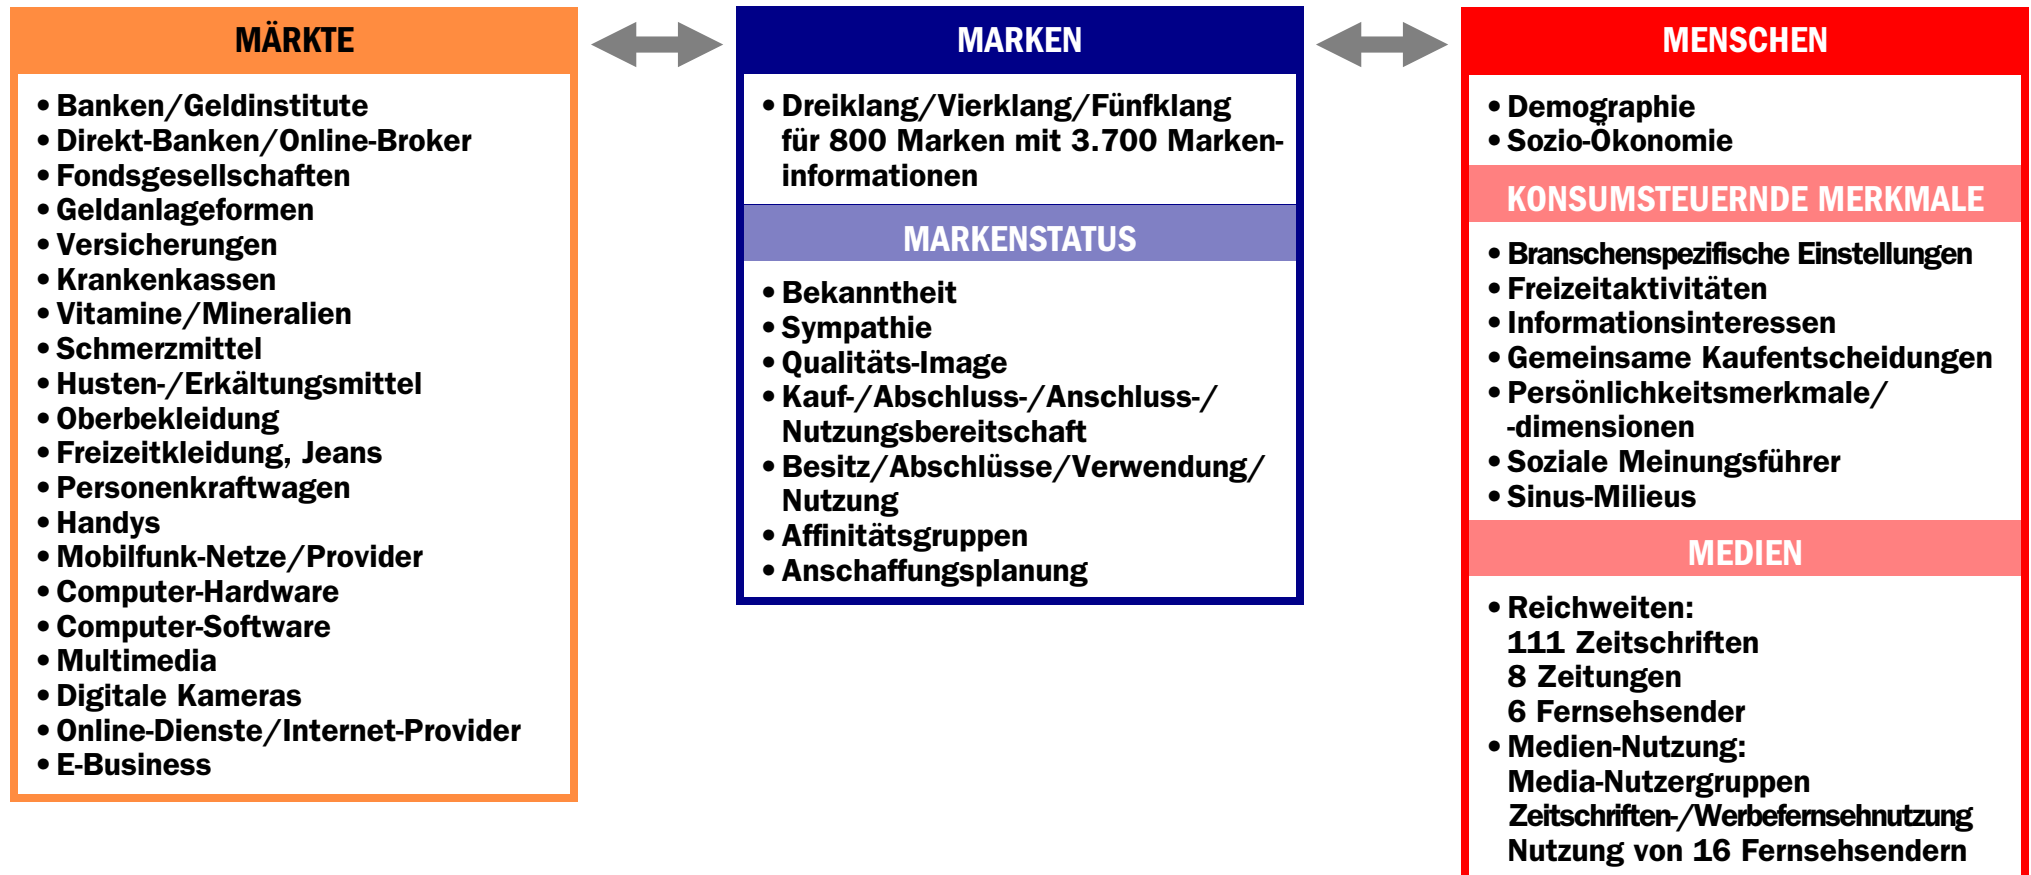 MÄRKTE
• Banken/Geldinstitute
• Direkt-Banken/Online-Broker
• Fondsgesellschaften
• Geldanlageformen
• Versicherungen
• Krankenkassen
• Vitamine/Mineralien
• Schmerzmittel
• Husten-/Erkältungsmittel
• Oberbekleidung
• Freizeitkleidung, Jeans
• Personenkraftwagen
• Handys
• Mobilfunk-Netze/Provider
• Computer-Hardware
• Computer-Software
• Multimedia
• Digitale Kameras
• Online-Dienste/Internet-Provider
• E-Business
MARKEN
• Dreiklang/Vierklang/Fünfklang
für 800 Marken mit 3.700 Marken-
informationen
MARKENSTATUS
• Bekanntheit
• Sympathie
• Qualitäts-Image
• Kauf-/Abschluss-/Anschluss-/
Nutzungsbereitschaft
• Besitz/Abschlüsse/Verwendung/
Nutzung
• Affinitätsgruppen
• Anschaffungsplanung
MENSCHEN
• Demographie
• Sozio-Ökonomie
KONSUMSTEUERNDE MERKMALE
• Branschenspezifische Einstellungen
• Freizeitaktivitäten
• Informationsinteressen
• Gemeinsame Kaufentscheidungen
• Persönlichkeitsmerkmale/
-dimensionen
• Soziale Meinungsführer
• Sinus-Milieus
MEDIEN
• Reichweiten:
111 Zeitschriften
8 Zeitungen
6 Fernsehsender
• Medien-Nutzung:
Media-Nutzergruppen
Zeitschriften-/Werbefernsehnutzung
Nutzung von 16 Fernsehsendern